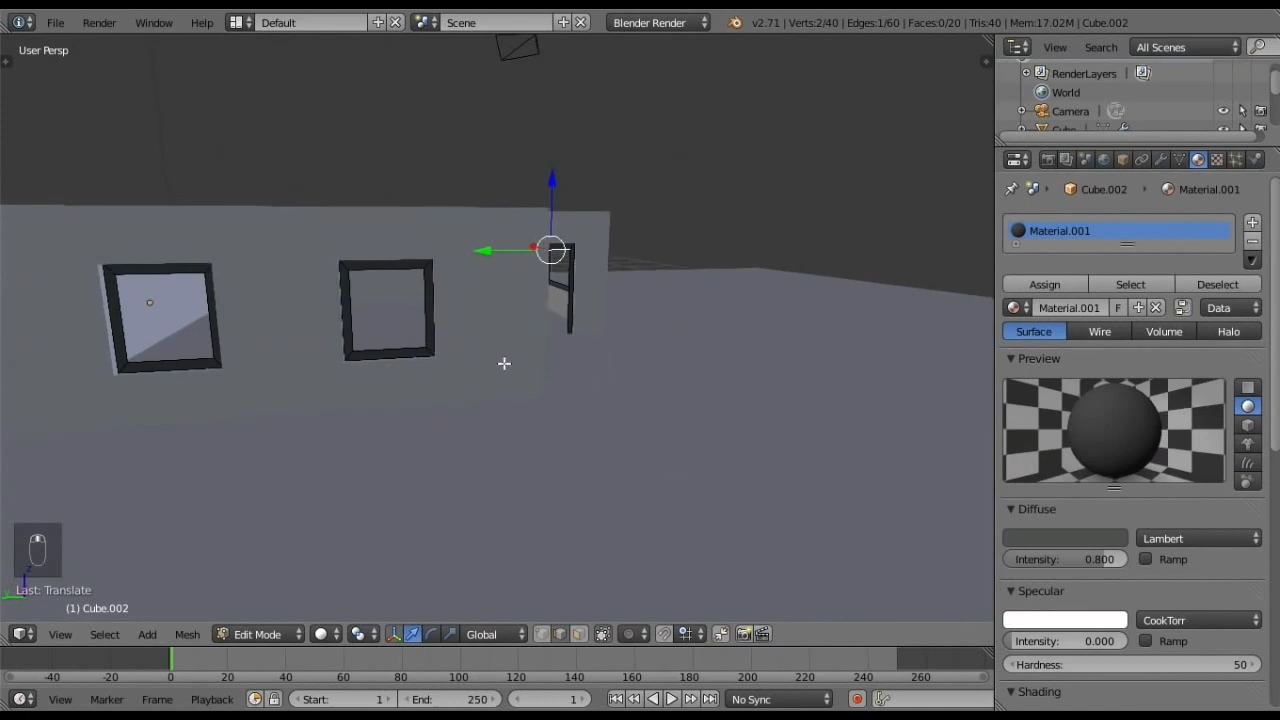 File Render Window Help Default Scene Blender Render v2.71 | Verts:2/40 | Edges:1/60 | Faces:0/20 | Tris:40 | Mem:17.02M | Cube.002
User Persp
View Search All Scenes
RenderLayers
World
Camera
Cube
Cube.002 Material.001
Material.001
Assign Select Deselect
Material.001 F Data
Surface Wire Volume Halo
Preview
Diffuse
Lambert
Intensity: 0.800 Ramp
Specular
CookTorr
Intensity: 0.000 Ramp
Hardness: 50
Shading
Last: Translate
(1) Cube.002
View Select Add Mesh Edit Mode Global
-40 -20 0 20 40 60 80 100 120 140 160 180 200 220 240 260
View Marker Frame Playback Start: 1 End: 250 1 No Sync